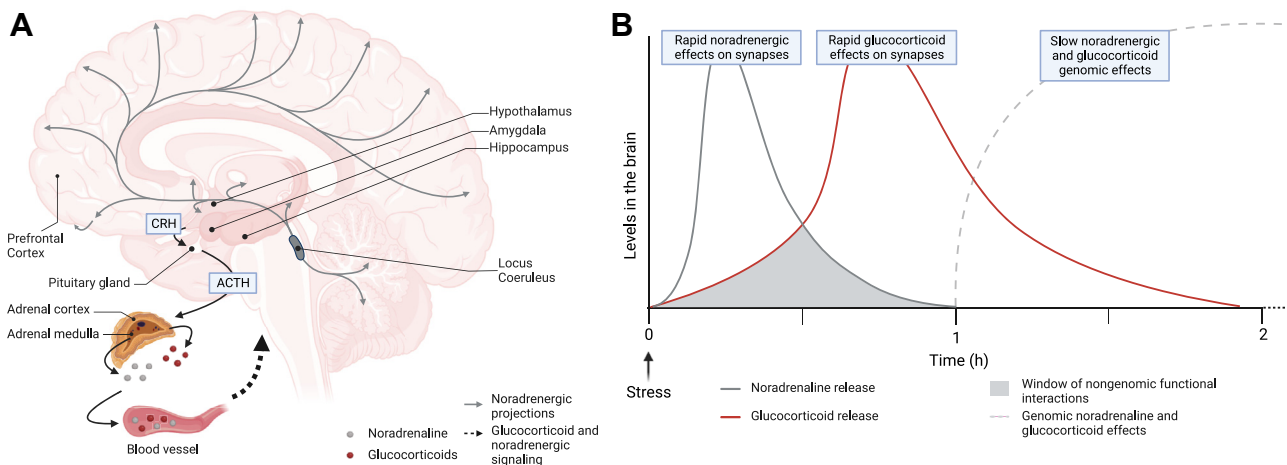 A
Hypothalamus
Amygdala
Hippocampus
CRH
Prefrontal
Cortex
Pituitary gland
ACTH
Locus
Coeruleus
Adrenal cortex
Adrenal medulla
Blood vessel
Noradrenaline
Glucocorticoids
Noradrenergic
projections
Glucocorticoid and
noradrenergic
signaling
B
Levels in the brain
Rapid noradrenergic
effects on synapses
Rapid glucocorticoid
effects on synapses
Slow noradrenergic
and glucocorticoid
genomic effects
0
1
2
Time (h)
Stress
Noradrenaline release
Glucocorticoid release
Window of nongenomic functional
interactions
Genomic noradrenaline and
glucocorticoid effects